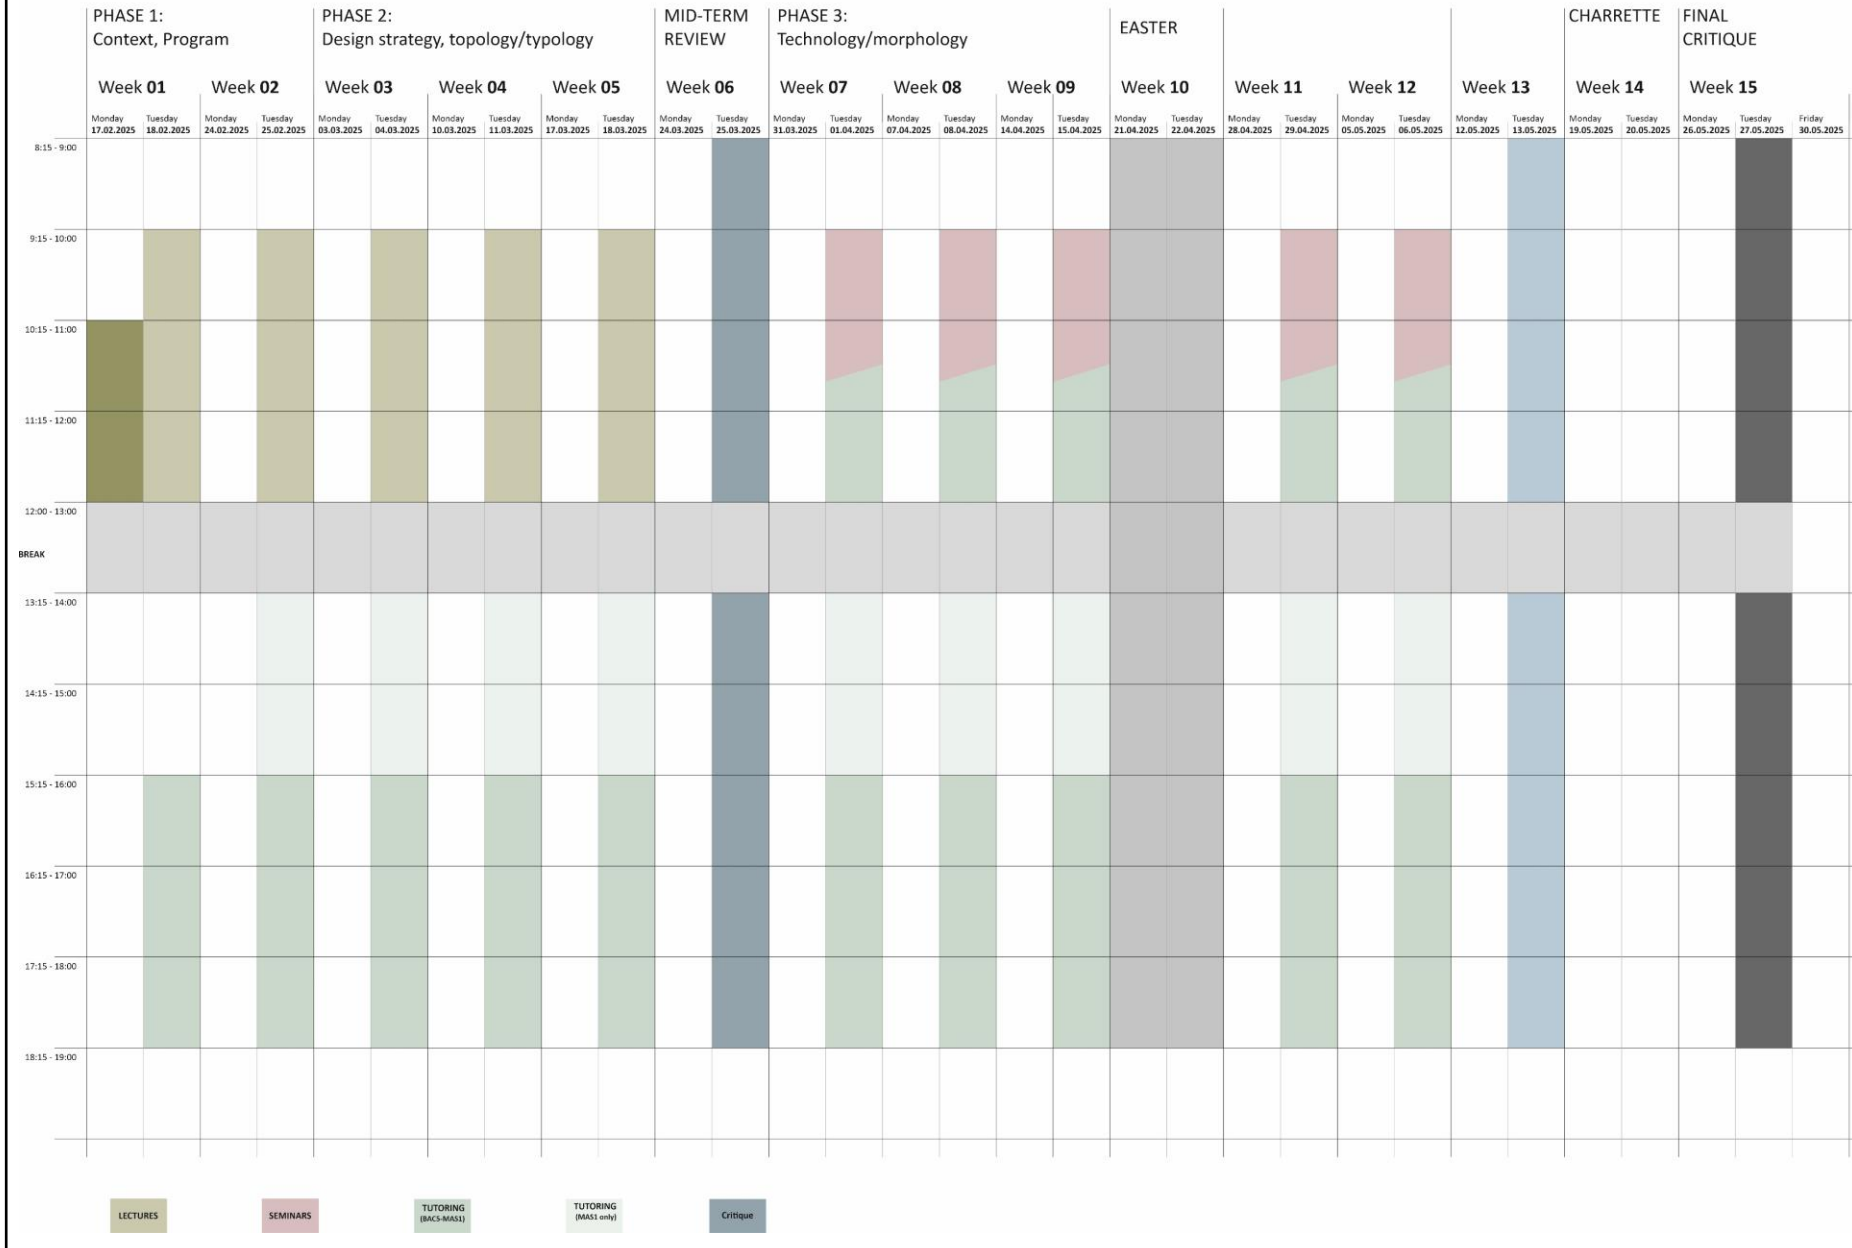 PHASE 1:
Context, Program
PHASE 2:
Design strategy, topology/typology
MID-TERM
REVIEW
PHASE 3:
Technology/morphology
EASTER
CHARRETTE
FINAL
CRITIQUE
Week 01
Week 02
Week 03
Week 04
Week 05
Week 06
Week 07
Week 08
Week 09
Week 10
Week 11
Week 12
Week 13
Week 14
Week 15
Monday
17.02.2025
Tuesday
18.02.2025
Monday
24.02.2025
Tuesday
25.02.2025
Monday
03.03.2025
Tuesday
04.03.2025
Monday
10.03.2025
Tuesday
11.03.2025
Monday
17.03.2025
Tuesday
18.03.2025
Monday
24.03.2025
Tuesday
25.03.2025
Monday
31.03.2025
Tuesday
01.04.2025
Monday
07.04.2025
Tuesday
08.04.2025
Monday
14.04.2025
Tuesday
15.04.2025
Monday
21.04.2025
Tuesday
22.04.2025
Monday
28.04.2025
Tuesday
29.04.2025
Monday
05.05.2025
Tuesday
06.05.2025
Monday
12.05.2025
Tuesday
13.05.2025
Monday
19.05.2025
Tuesday
20.05.2025
Monday
26.05.2025
Tuesday
27.05.2025
Friday
30.05.2025
8:15 - 9:00
9:15 - 10:00
10:15 - 11:00
11:15 - 12:00
12:00 - 13:00
BREAK
13:15 - 14:00
14:15 - 15:00
15:15 - 16:00
16:15 - 17:00
17:15 - 18:00
18:15 - 19:00
LECTURES
SEMINARS
TUTORING
(BAC5-MAS1)
TUTORING
(MAS1 only)
Critique